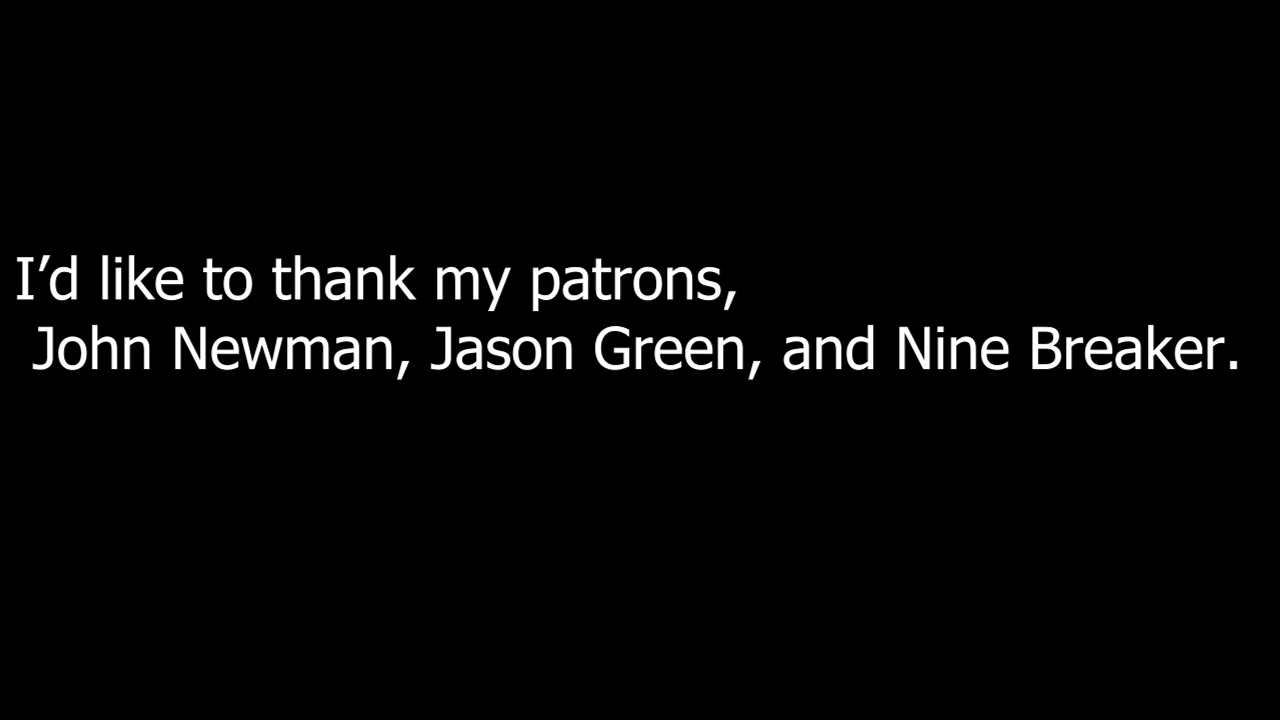 I’d like to thank my patrons,
John Newman, Jason Green, and Nine Breaker.